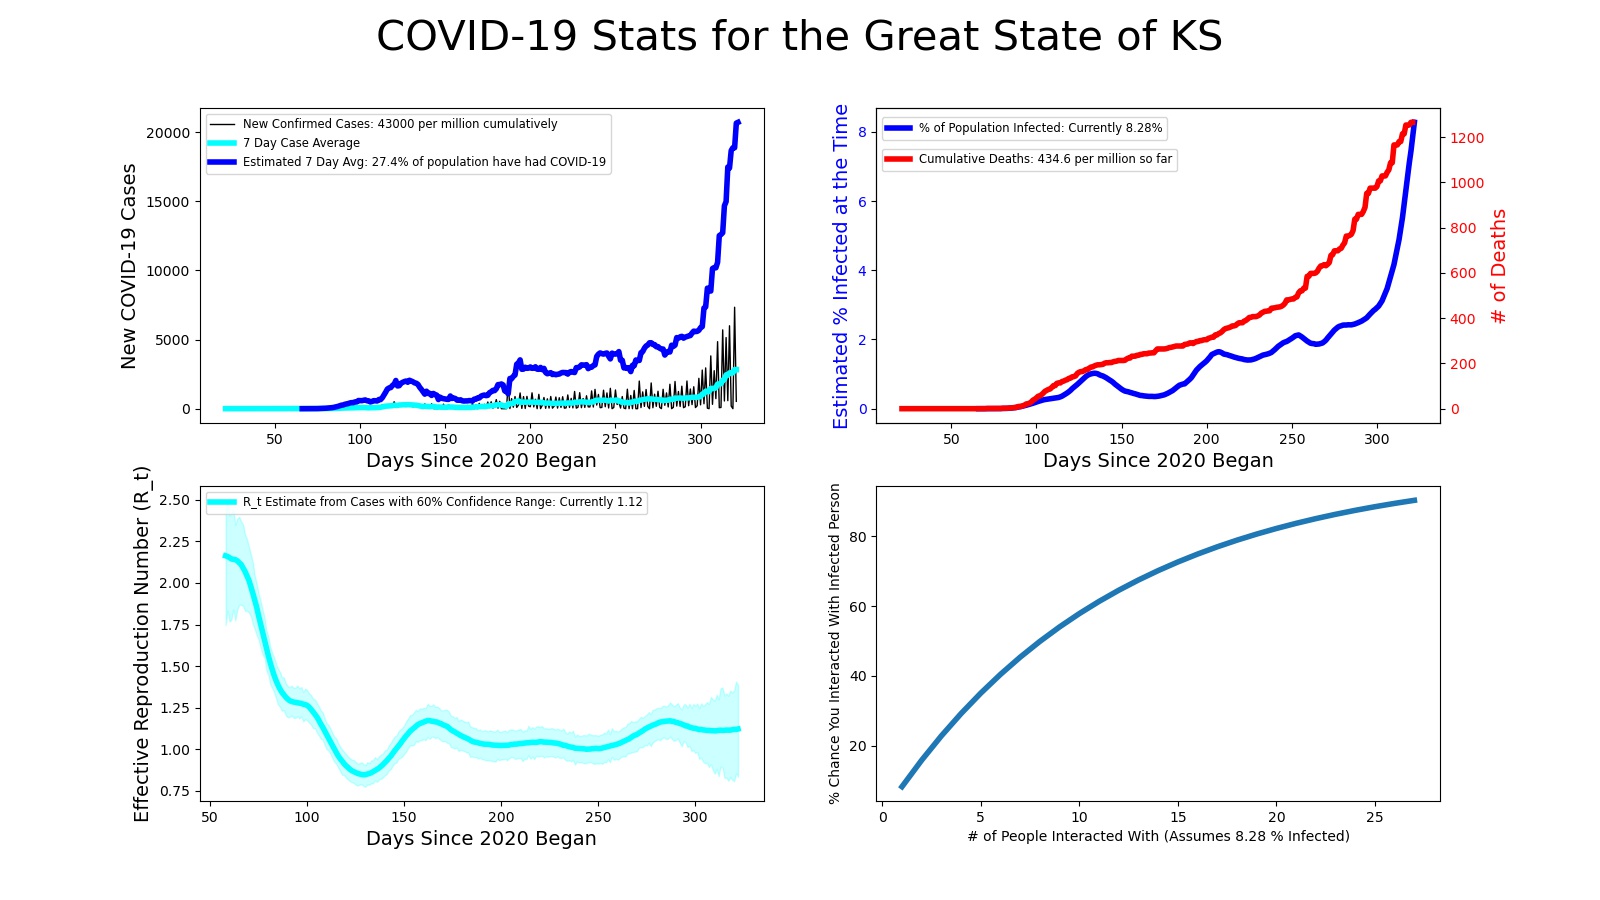 COVID-19 Stats for the Great State of KS
New COVID-19 Cases
20000
15000
10000
5000
0
New Confirmed Cases: 43000 per million cumulatively
7 Day Case Average
Estimated 7 Day Avg: 27.4% of population have had COVID-19
50 100 150 200 250 300
Days Since 2020 Began
Estimated % Infected at the Time
8
6
4
2
0
% of Population Infected: Currently 8.28%
Cumulative Deaths: 434.6 per million so far
1200
1000
800
600
400
200
0
# of Deaths
50 100 150 200 250 300
Days Since 2020 Began
Effective Reproduction Number (R_t)
2.50
2.25
2.00
1.75
1.50
1.25
1.00
0.75
R_t Estimate from Cases with 60% Confidence Range: Currently 1.12
50 100 150 200 250 300
Days Since 2020 Began
% Chance You Interacted With Infected Person
80
60
40
20
0 5 10 15 20 25
# of People Interacted With (Assumes 8.28 % Infected)